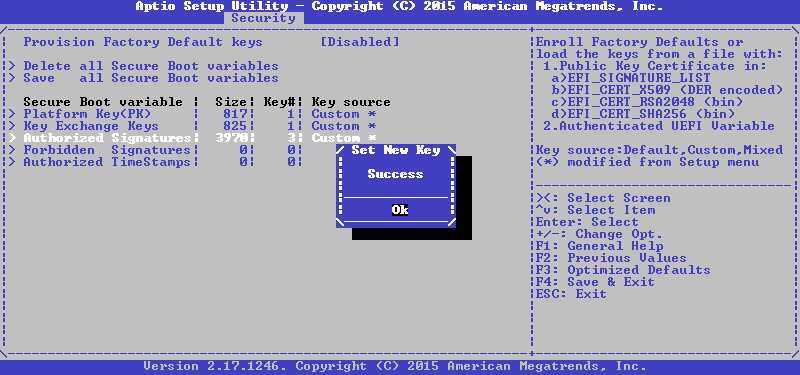 Aptio Setup Utility - Copyright (C) 2015 American Megatrends, Inc.
Security
Provision Factory Default keys [Disabled]
> Delete all Secure Boot variables
> Save all Secure Boot variables
Secure Boot variable | Size| Key#| Key source
> Platform Key(PK) | 817| 1| Custom *
> Key Exchange Keys | 825| 1| Custom *
> Authorized Signatures| 3970| 3| Custom *
> Forbidden Signatures| 0| 0|
> Authorized TimeStamps| 0| 0|
Set New Key
Success
Ok
Enroll Factory Defaults or
load the keys from a file with:
1.Public Key Certificate in:
a)EFI_SIGNATURE_LIST
b)EFI_CERT_X509 (DER encoded)
c)EFI_CERT_RSA2048 (bin)
d)EFI_CERT_SHA256 (bin)
2.Authenticated UEFI Variable
Key source:Default,Custom,Mixed
(*) modified from Setup menu
><: Select Screen
^v: Select Item
Enter: Select
+/-: Change Opt.
F1: General Help
F2: Previous Values
F3: Optimized Defaults
F4: Save & Exit
ESC: Exit
Version 2.17.1246. Copyright (C) 2015 American Megatrends, Inc.